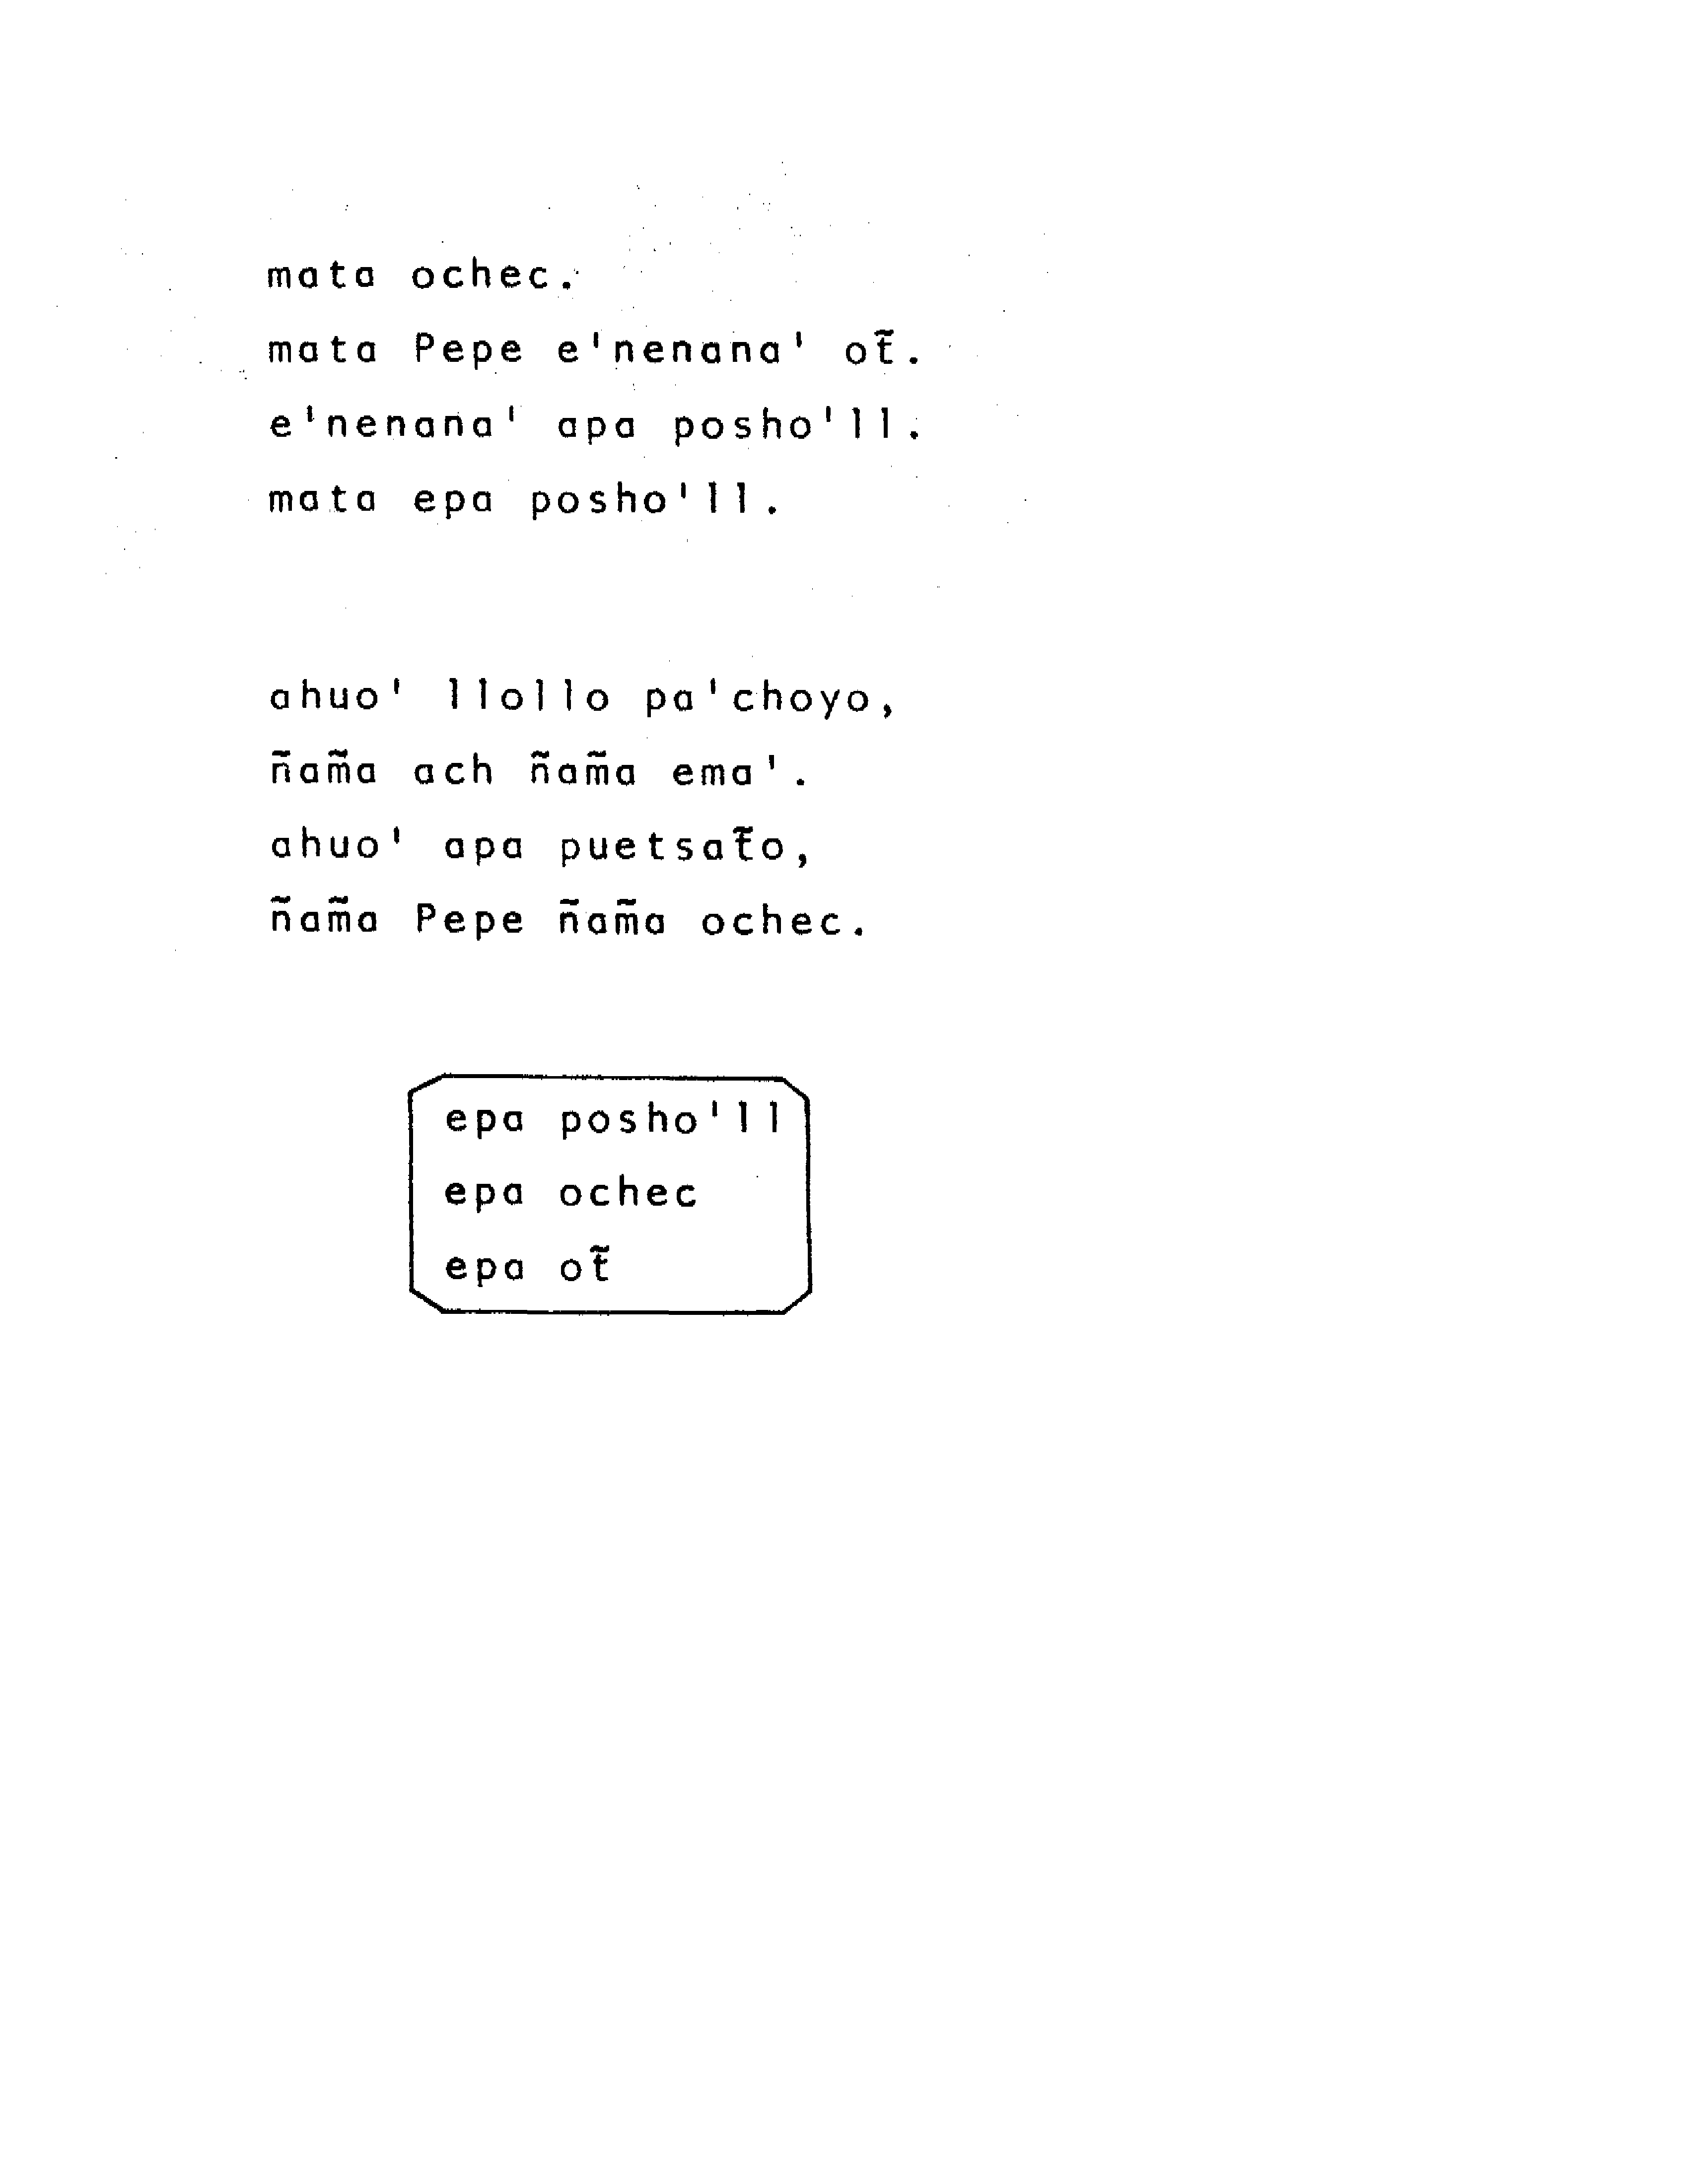 mata ochec.
mata Pepe e'nenana' ot̃.
e'nenana' apa posho'll.
mata epa posho'll.
ahuo' llollo pa'choyo,
ñam̃a ach ñam̃a ema'.
ahuo' apa puetsat̃o,
ñam̃a Pepe ñam̃a ochec.
epa posho'll
epa ochec
epa ot̃